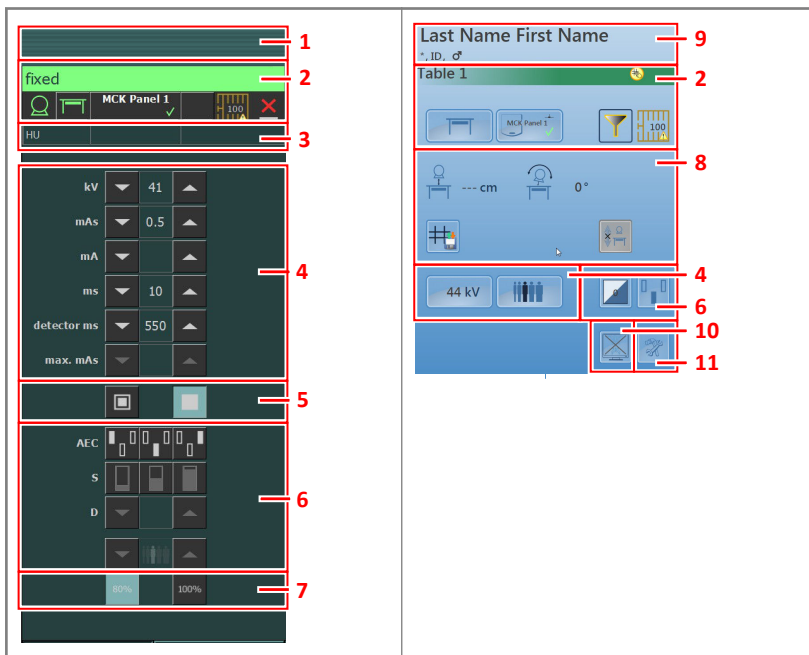 1
fixed
2
MCK Panel 1
100
HU
3
kV
41
mAs
0.5
mA
4
ms
10
detector ms
550
max. mAs
5
AEC
S
6
D
80%
100%
7
Last Name First Name
9
*, ID, ♂
Table 1
2
MCK Panel 1
100
8
--- cm
0°
4
44 kV
0
6
10
11